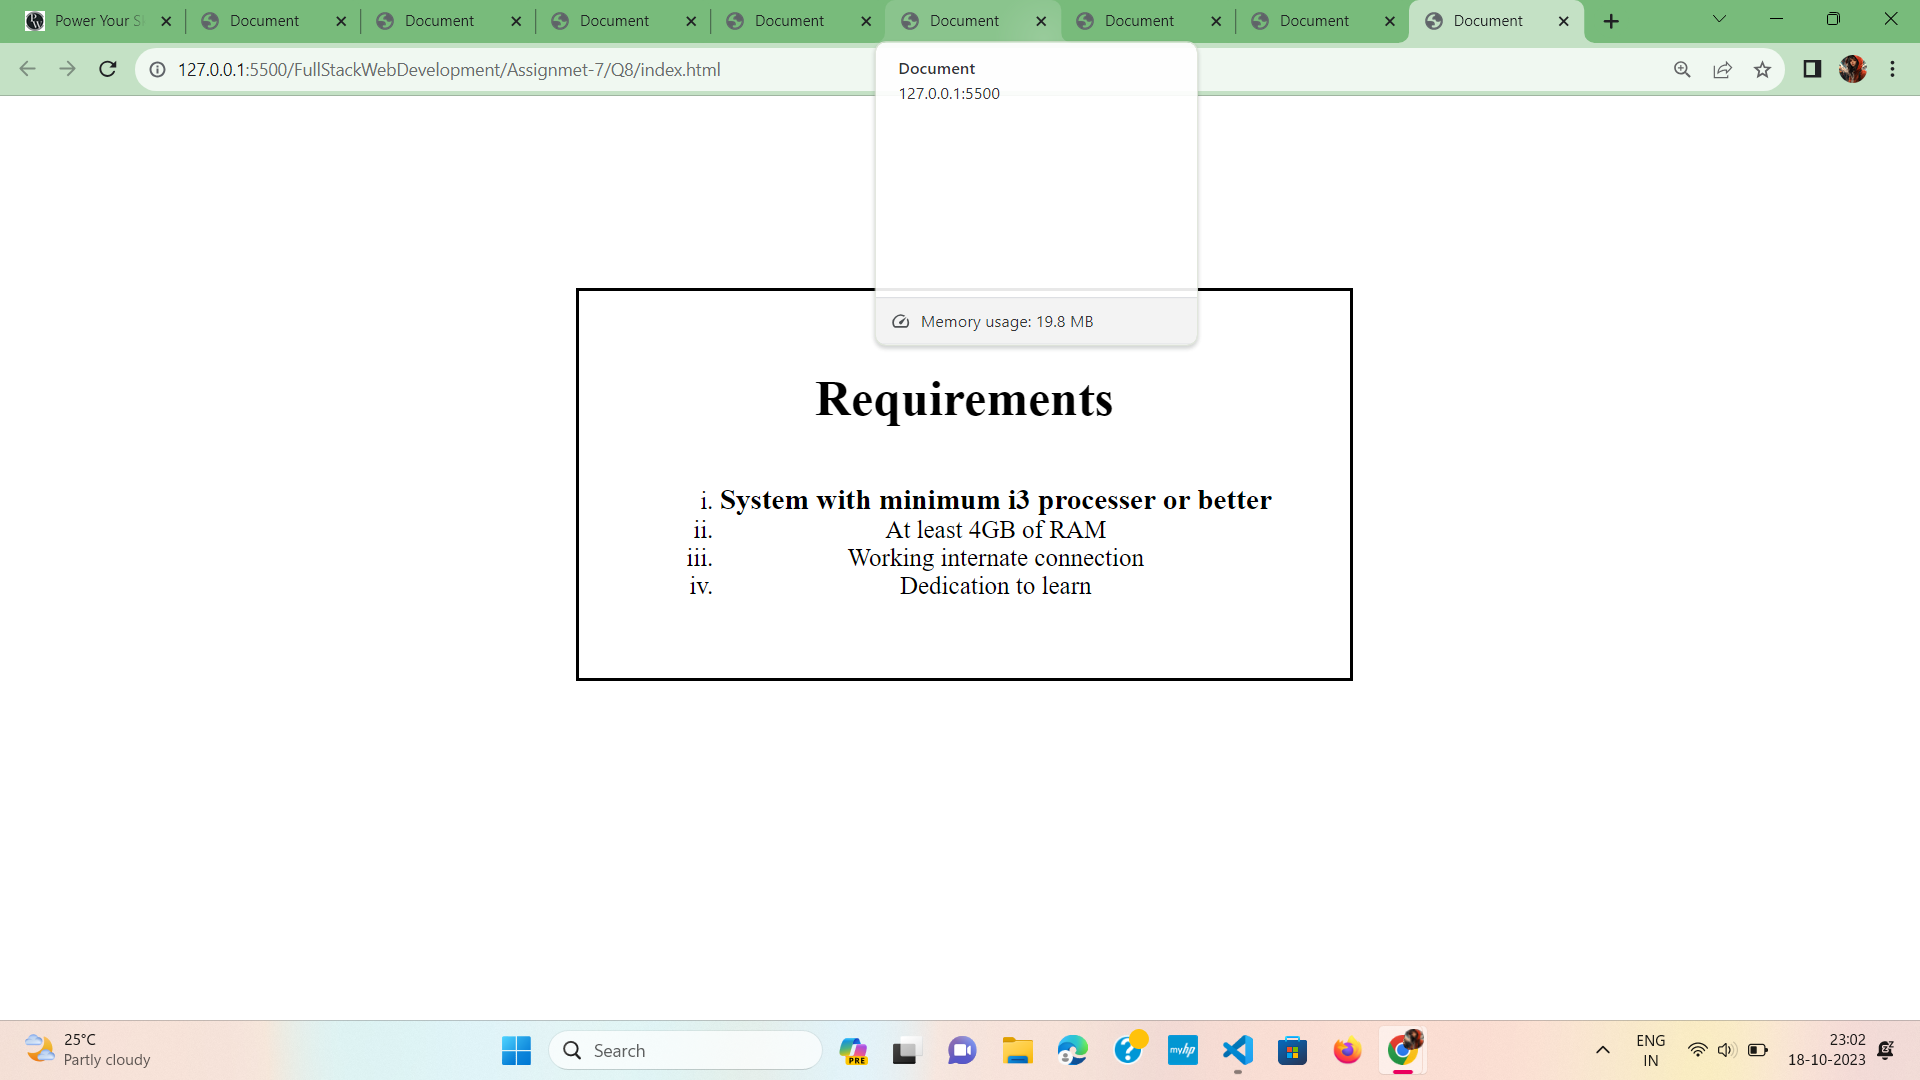 Power Your Sk
Document
Document
Document
Document
Document
Document
Document
Document
127.0.0.1:5500/FullStackWebDevelopment/Assignmet-7/Q8/index.html
Document
127.0.0.1:5500
Memory usage: 19.8 MB
Requirements
i. System with minimum i3 processer or better
ii. At least 4GB of RAM
iii. Working internate connection
iv. Dedication to learn
25°C
Partly cloudy
Search
PRE
myhp
ENG
IN
23:02
18-10-2023